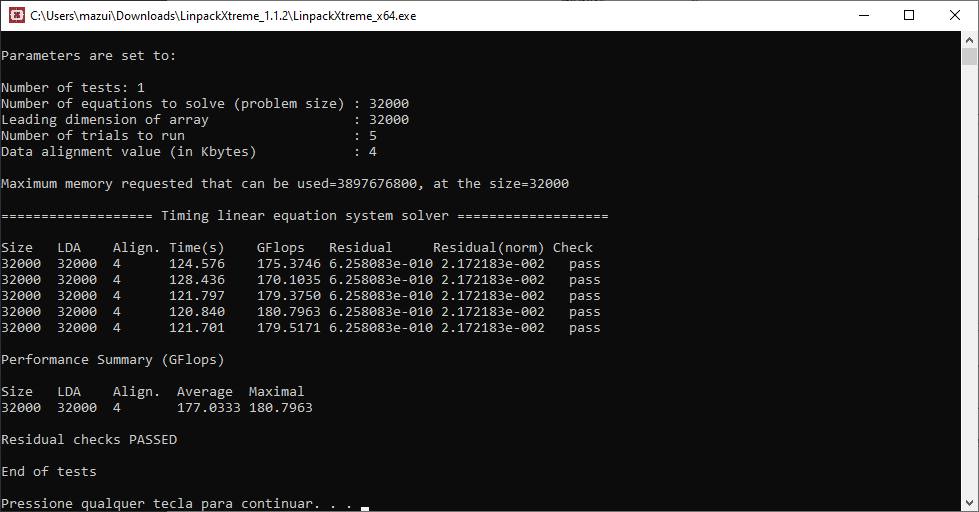 C:\Users\mazui\Downloads\LinpackXtreme_1.1.2\LinpackXtreme_x64.exe
Parameters are set to:
Number of tests: 1
Number of equations to solve (problem size) : 32000
Leading dimension of array                  : 32000
Number of trials to run                     : 5
Data alignment value (in Kbytes)            : 4
Maximum memory requested that can be used=3897676800, at the size=32000
=================== Timing linear equation system solver ===================
Size   LDA    Align. Time(s)    GFlops   Residual     Residual(norm) Check
32000  32000  4      124.576    175.3746 6.258083e-010 2.172183e-002   pass
32000  32000  4      128.436    170.1035 6.258083e-010 2.172183e-002   pass
32000  32000  4      121.797    179.3750 6.258083e-010 2.172183e-002   pass
32000  32000  4      120.840    180.7963 6.258083e-010 2.172183e-002   pass
32000  32000  4      121.701    179.5171 6.258083e-010 2.172183e-002   pass
Performance Summary (GFlops)
Size   LDA    Align.  Average  Maximal
32000  32000  4       177.0333 180.7963
Residual checks PASSED
End of tests
Pressione qualquer tecla para continuar. . .